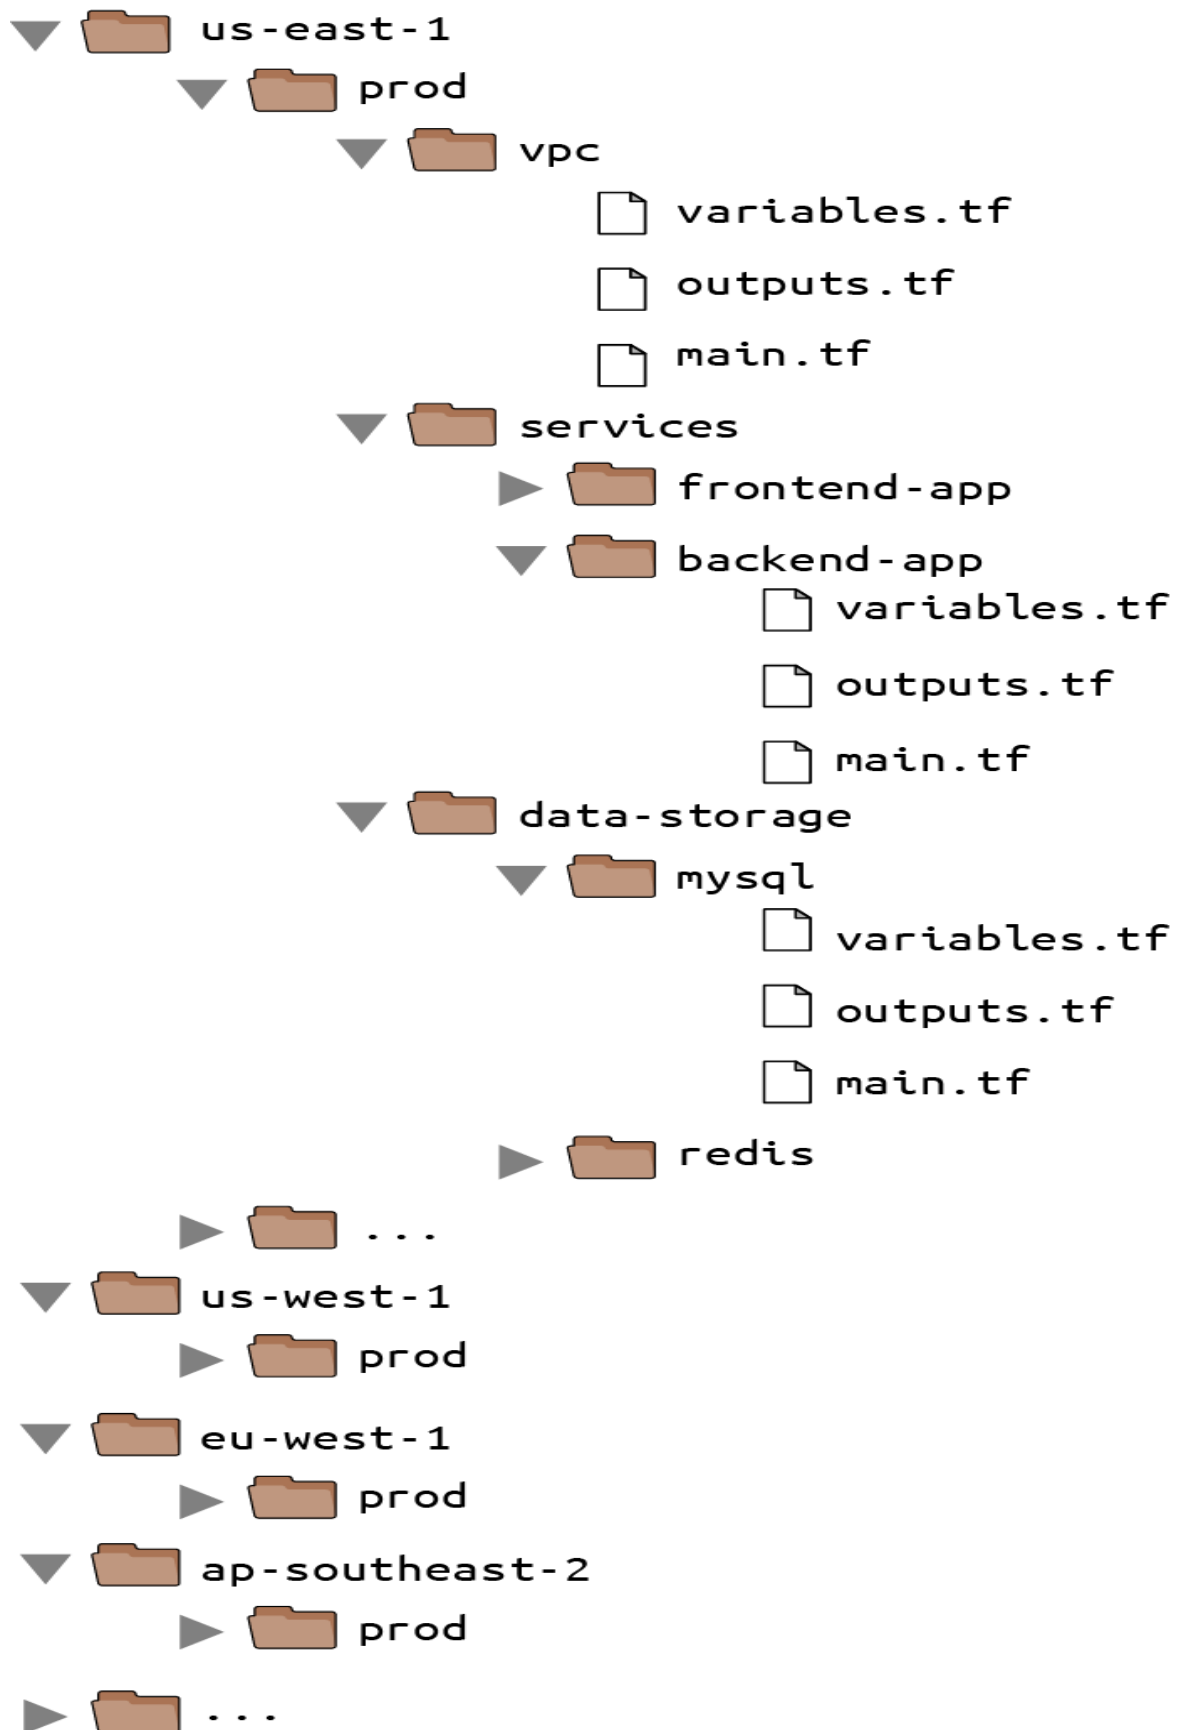 us-east-1
prod
vpc
variables.tf
outputs.tf
main.tf
services
frontend-app
backend-app
variables.tf
outputs.tf
main.tf
data-storage
mysql
variables.tf
outputs.tf
main.tf
redis
...
us-west-1
prod
eu-west-1
prod
ap-southeast-2
prod
...